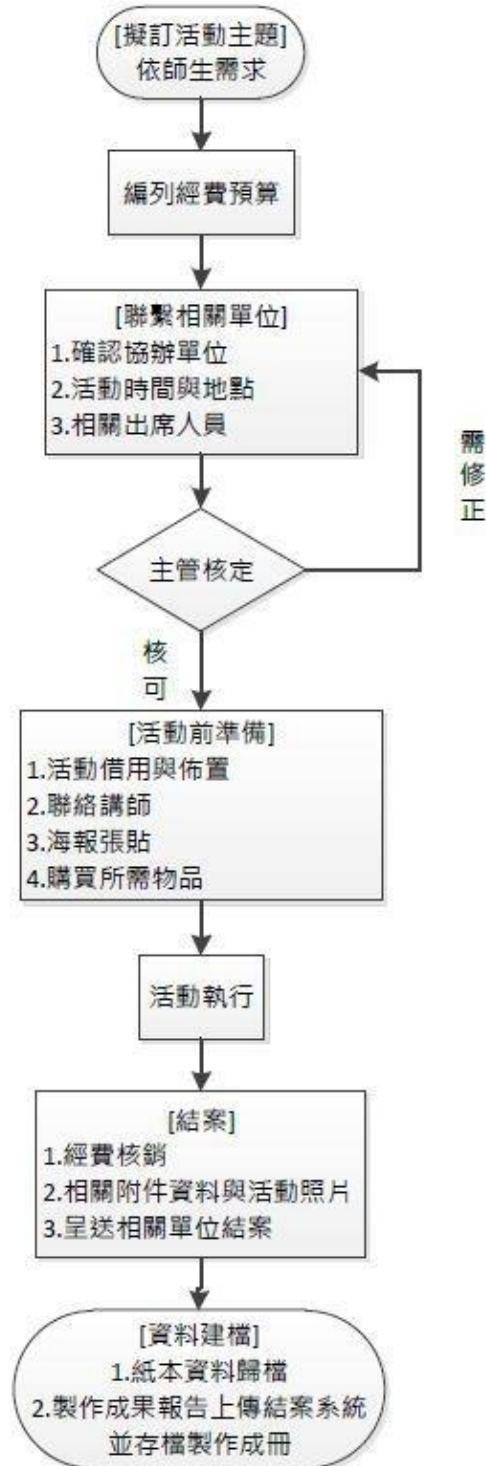 [擬訂活動主題]
依師生需求
編列經費預算
[聯繫相關單位]
1.確認協辦單位
2.活動時間與地點
3.相關出席人員
需
修
正
主管核定
核
可
[活動前準備]
1.活動借用與佈置
2.聯絡講師
3.海報張貼
4.購買所需物品
活動執行
[結案]
1.經費核銷
2.相關附件資料與活動照片
3.呈送相關單位結案
[資料建檔]
1.紙本資料歸檔
2.製作成果報告上傳結案系統
並存檔製作成冊